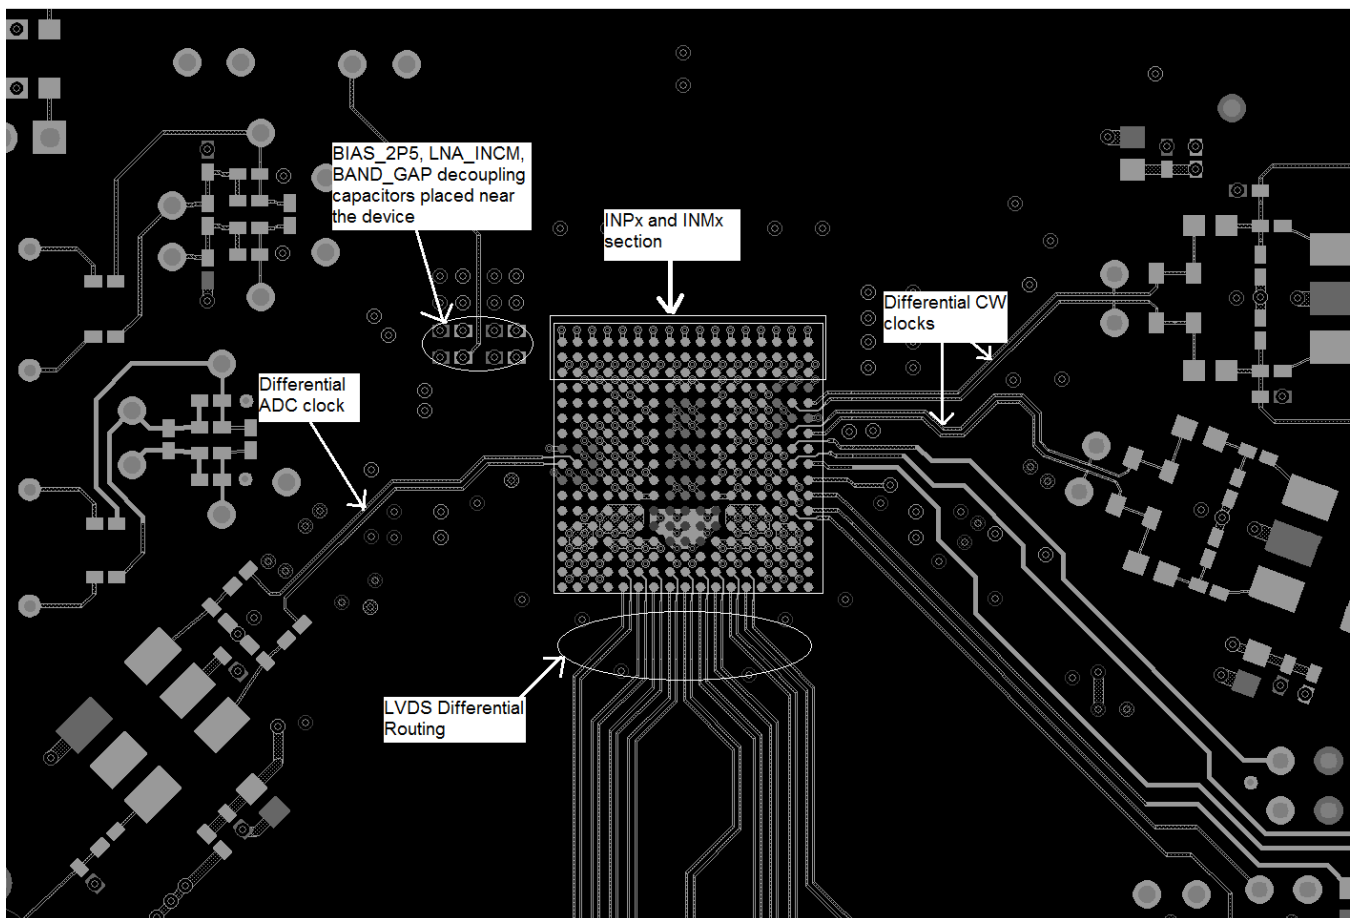 BIAS_2P5, LNA_INCM,
BAND_GAP decoupling
capacitors placed near
the device
INPx and INMx
section
Differential CW
clocks
Differential
ADC clock
LVDS Differential
Routing